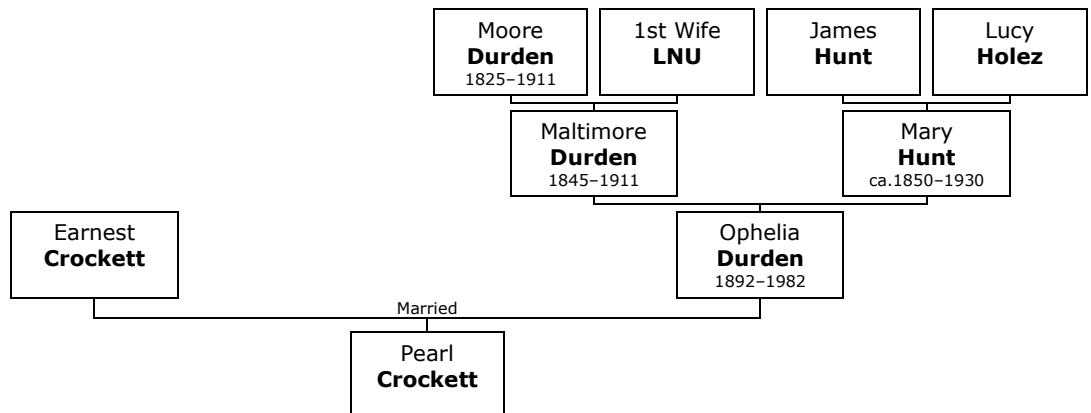 Moore
Durden
1825–1911
1st Wife
LNU
James
Hunt
Lucy
Holez
Maltimore
Durden
1845–1911
Mary
Hunt
ca.1850–1930
Earnest
Crockett
Ophelia
Durden
1892–1982
Married
Pearl
Crockett